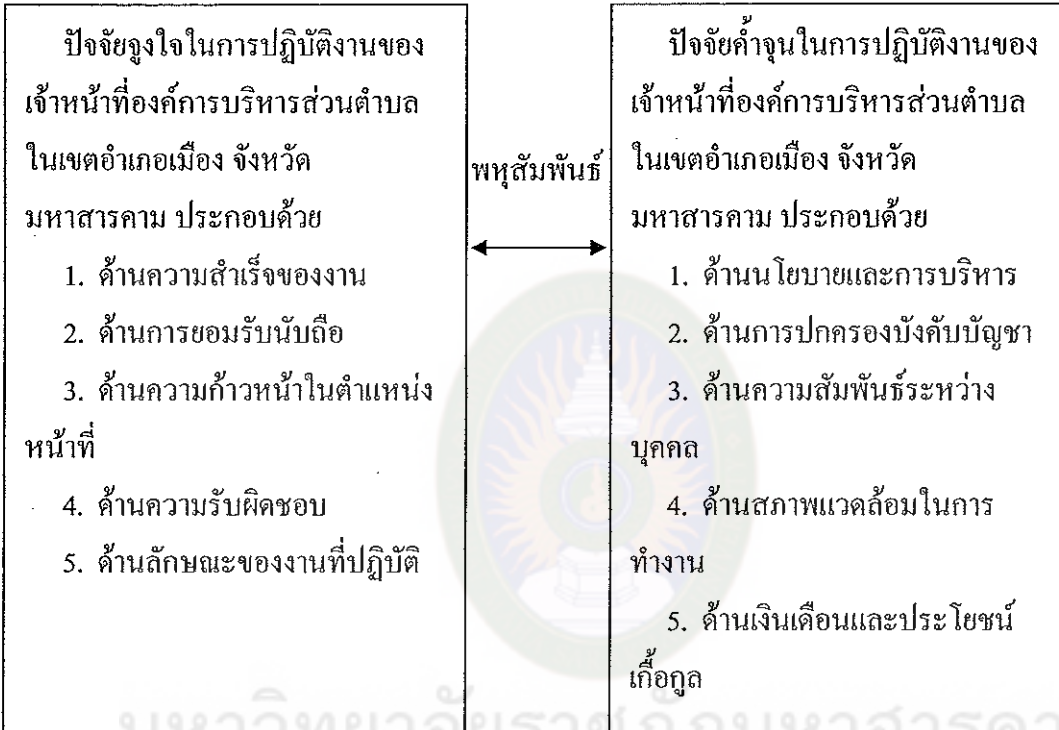 ปัจจัยจูงใจในการปฏิบัติงานของ
เจ้าหน้าที่องค์การบริหารส่วนตำบล
ในเขตอำเภอเมือง จังหวัด
มหาสารคาม ประกอบด้วย
1. ด้านความสำเร็จของงาน
2. ด้านการยอมรับนับถือ
3. ด้านความก้าวหน้าในตำแหน่ง
หน้าที่
4. ด้านความรับผิดชอบ
5. ด้านลักษณะของงานที่ปฏิบัติ
พหุสัมพันธ์
ปัจจัยค้ำจุนในการปฏิบัติงานของ
เจ้าหน้าที่องค์การบริหารส่วนตำบล
ในเขตอำเภอเมือง จังหวัด
มหาสารคาม ประกอบด้วย
1. ด้านนโยบายและการบริหาร
2. ด้านการปกครองบังคับบัญชา
3. ด้านความสัมพันธ์ระหว่าง
บุคคล
4. ด้านสภาพแวดล้อมในการ
ทำงาน
5. ด้านเงินเดือนและประโยชน์
เกื้อกูล